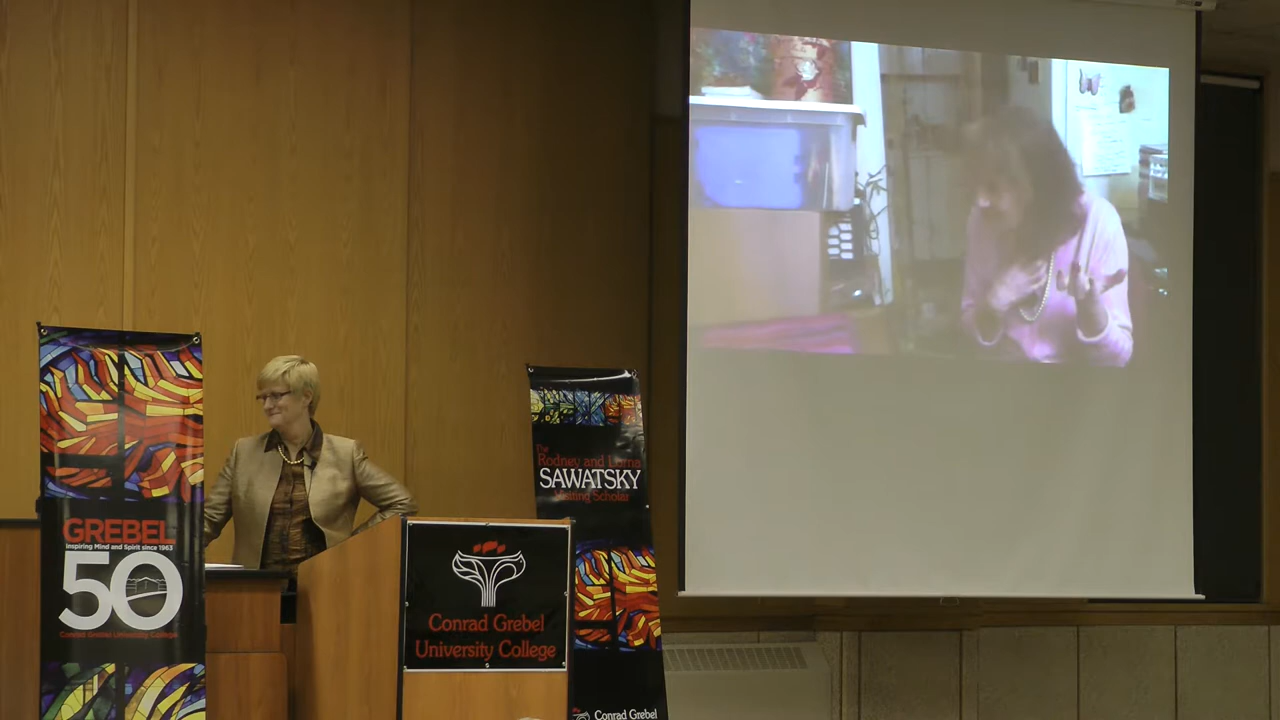 GREBEL
Inspiring Mind and Spirit since 1963
50
Conrad Grebel University College
Conrad Grebel
University College
The
Rodney and Lorna
SAWATSKY
Visiting Scholar
Conrad Grebel